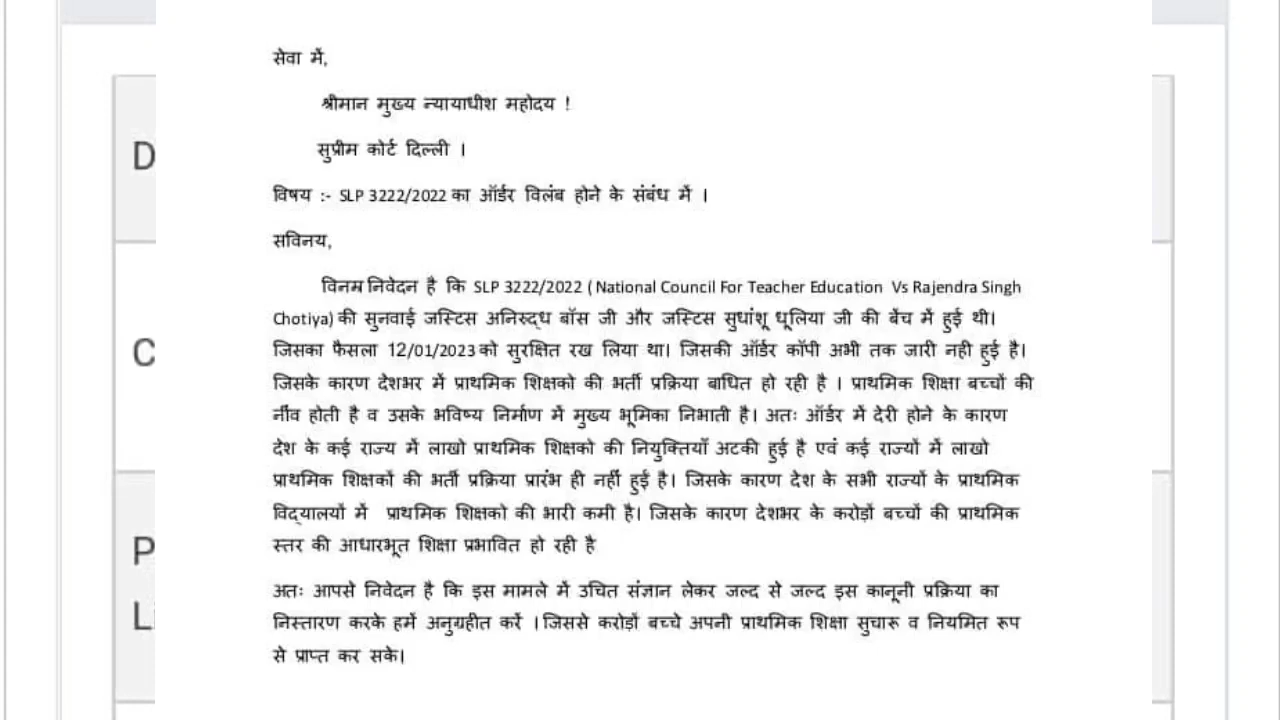 सेवा में,
श्रीमान मुख्य न्यायाधीश महोदय !
सुप्रीम कोर्ट दिल्ली ।
विषय :- SLP 3222/2022 का ऑर्डर विलंब होने के संबंध में ।
सविनय,
विनम्र निवेदन है कि SLP 3222/2022 ( National Council For Teacher Education Vs Rajendra Singh
Chotiya) की सुनवाई जस्टिस अनिरुद्ध बॉस जी और जस्टिस सुधांशू धूलिया जी की बेंच में हुई थी।
जिसका फैसला 12/01/2023 को सुरक्षित रख लिया था। जिसकी ऑर्डर कॉपी अभी तक जारी नही हुई है।
जिसके कारण देशभर में प्राथमिक शिक्षको की भर्ती प्रक्रिया बाधित हो रही है । प्राथमिक शिक्षा बच्चों की
नींव होती है व उसके भविष्य निर्माण में मुख्य भूमिका निभाती है। अतः ऑर्डर में देरी होने के कारण
देश के कई राज्य में लाखो प्राथमिक शिक्षको की नियुक्तियाँ अटकी हुई है एवं कई राज्यों में लाखो
प्राथमिक शिक्षकों की भर्ती प्रक्रिया प्रारंभ ही नहीं हुई है। जिसके कारण देश के सभी राज्यों के प्राथमिक
विद्यालयों में प्राथमिक शिक्षको की भारी कमी है। जिसके कारण देशभर के करोड़ों बच्चों की प्राथमिक
स्तर की आधारभूत शिक्षा प्रभावित हो रही है
अतः आपसे निवेदन है कि इस मामले में उचित संज्ञान लेकर जल्द से जल्द इस कानूनी प्रक्रिया का
निस्तारण करके हमें अनुग्रहीत करें । जिससे करोड़ों बच्चे अपनी प्राथमिक शिक्षा सुचारू व नियमित रूप
से प्राप्त कर सके।
D
C
P
L